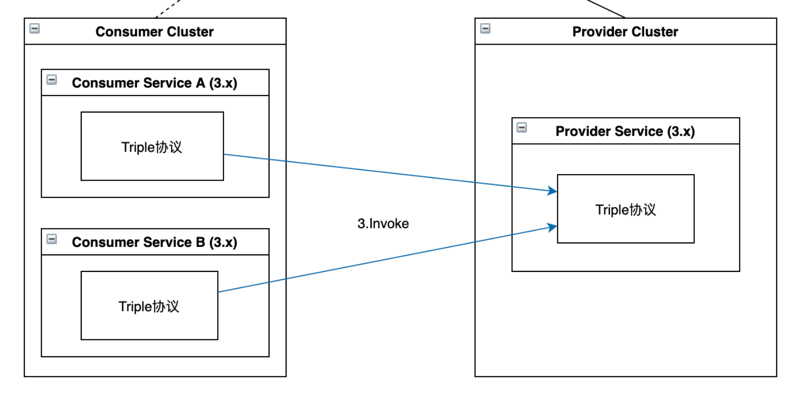 Consumer Cluster
Provider Cluster
Consumer Service A (3.x)
Triple协议
Provider Service (3.x)
Triple协议
3.Invoke
Consumer Service B (3.x)
Triple协议